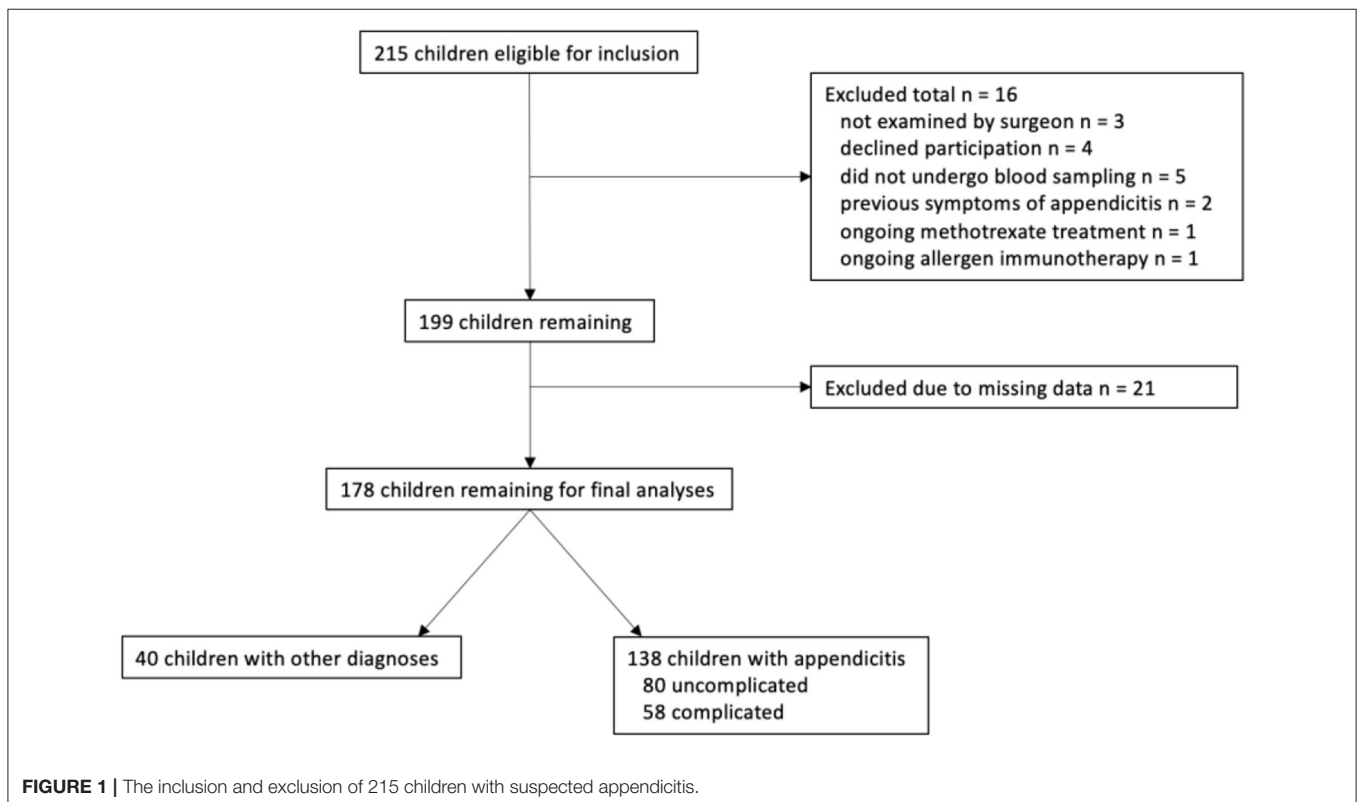 215 children eligible for inclusion
Excluded total n = 16
not examined by surgeon n = 3
declined participation n = 4
did not undergo blood sampling n = 5
previous symptoms of appendicitis n = 2
ongoing methotrexate treatment n = 1
ongoing allergen immunotherapy n = 1
199 children remaining
Excluded due to missing data n = 21
178 children remaining for final analyses
40 children with other diagnoses
138 children with appendicitis
80 uncomplicated
58 complicated
FIGURE 1 | The inclusion and exclusion of 215 children with suspected appendicitis.